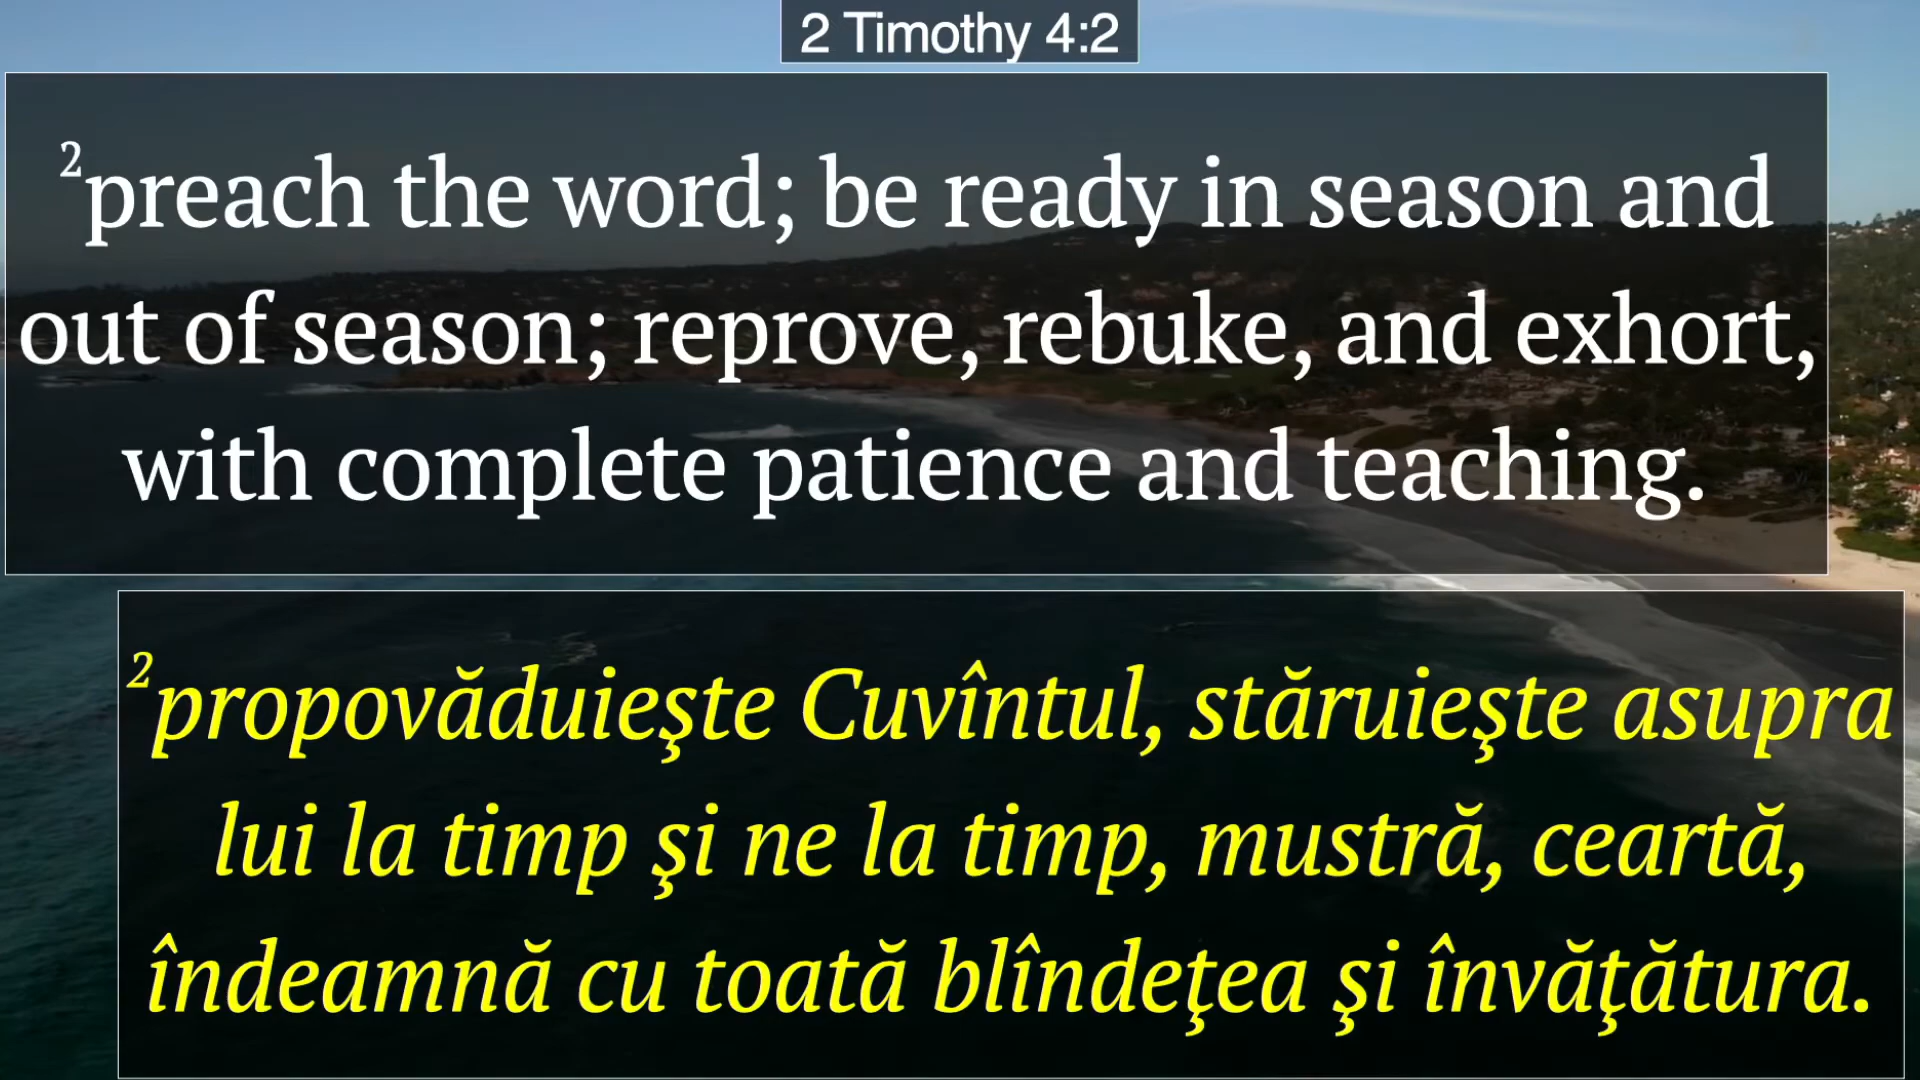 2 Timothy 4:2
2preach the word; be ready in season and
out of season; reprove, rebuke, and exhort,
with complete patience and teaching.
2propovăduieşte Cuvîntul, stăruieşte asupra
lui la timp şi ne la timp, mustră, ceartă,
îndeamnă cu toată blîndeţea şi învăţătura.